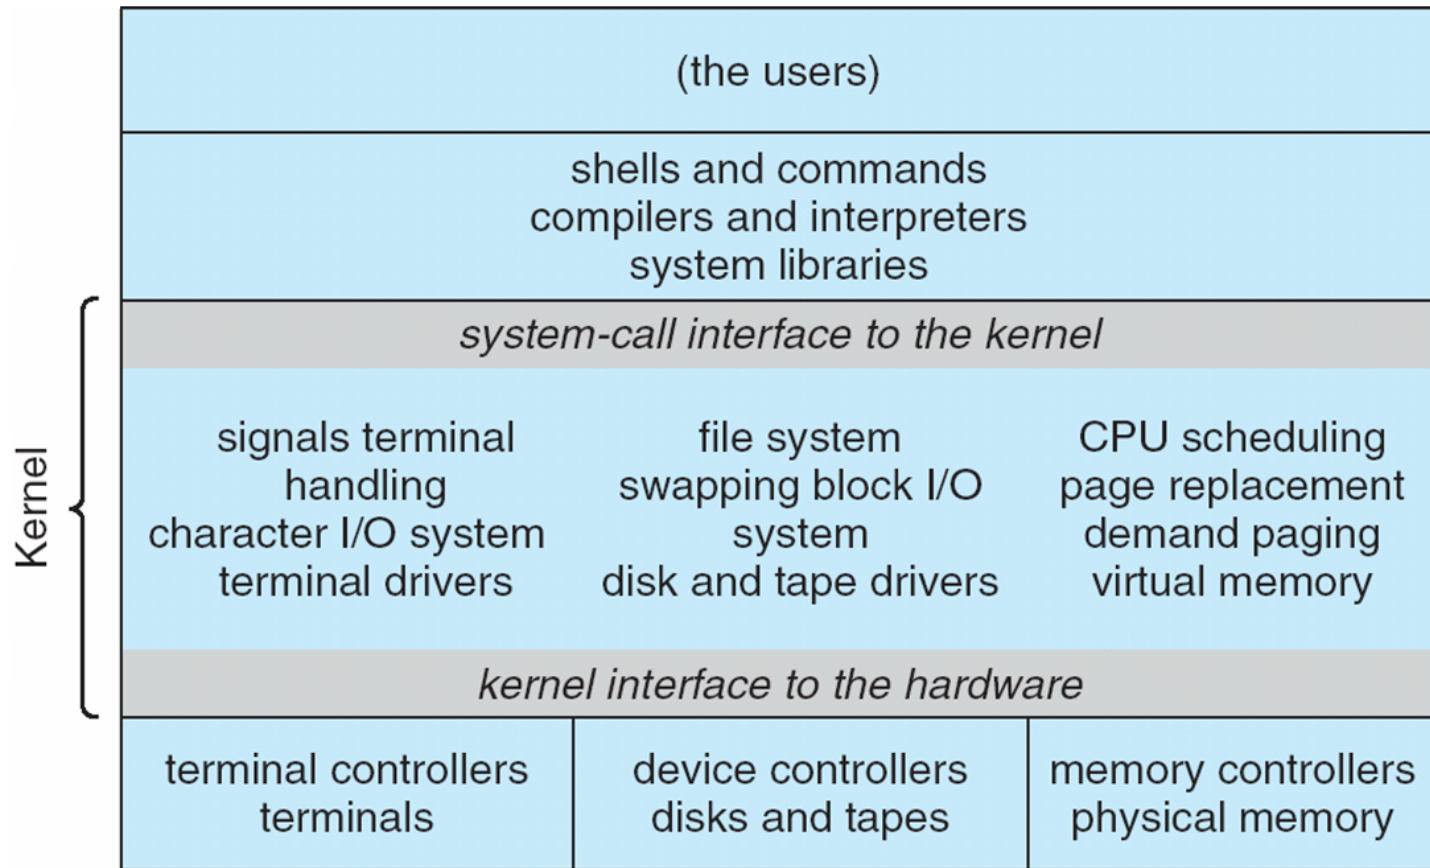 (the users)
shells and commands
compilers and interpreters
system libraries
Kernel
system-call interface to the kernel
signals terminal
handling
character I/O system
terminal drivers
file system
swapping block I/O
system
disk and tape drivers
CPU scheduling
page replacement
demand paging
virtual memory
kernel interface to the hardware
terminal controllers
terminals
device controllers
disks and tapes
memory controllers
physical memory